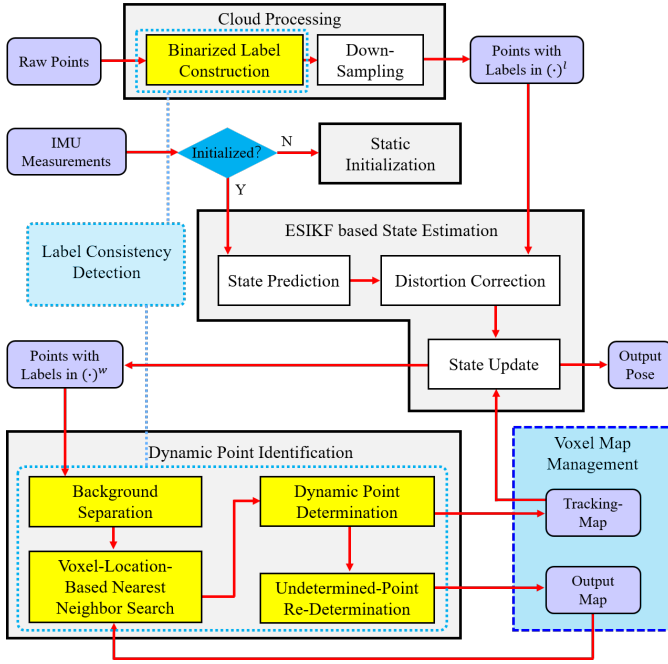 Cloud Processing
Raw Points
Binarized Label
Construction
Down-
Sampling
Points with
Labels in (·)^l
IMU
Measurements
Initialized?
N
Y
Static
Initialization
ESIKF based State Estimation
Label Consistency
Detection
State Prediction
Distortion Correction
Points with
Labels in (·)^w
State Update
Output
Pose
Dynamic Point Identification
Voxel Map
Management
Background
Separation
Dynamic Point
Determination
Tracking-
Map
Voxel-Location-
Based Nearest
Neighbor Search
Undetermined-Point
Re-Determination
Output
Map